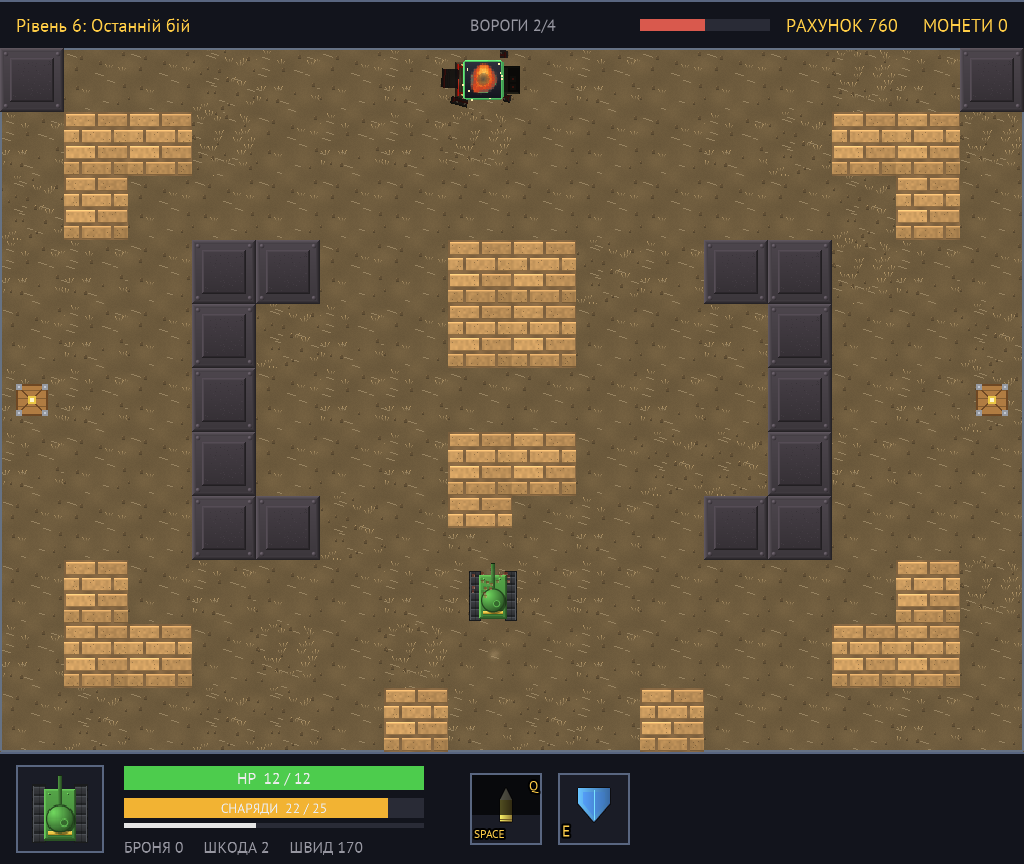 Рівень 6: Останній бій
ВОРОГИ 2/4
РАХУНОК 760
МОНЕТИ 0
HP 12 / 12
СНАРЯДИ 22 / 25
БРОНЯ 0
ШКОДА 2
ШВИД 170
Q
SPACE
E